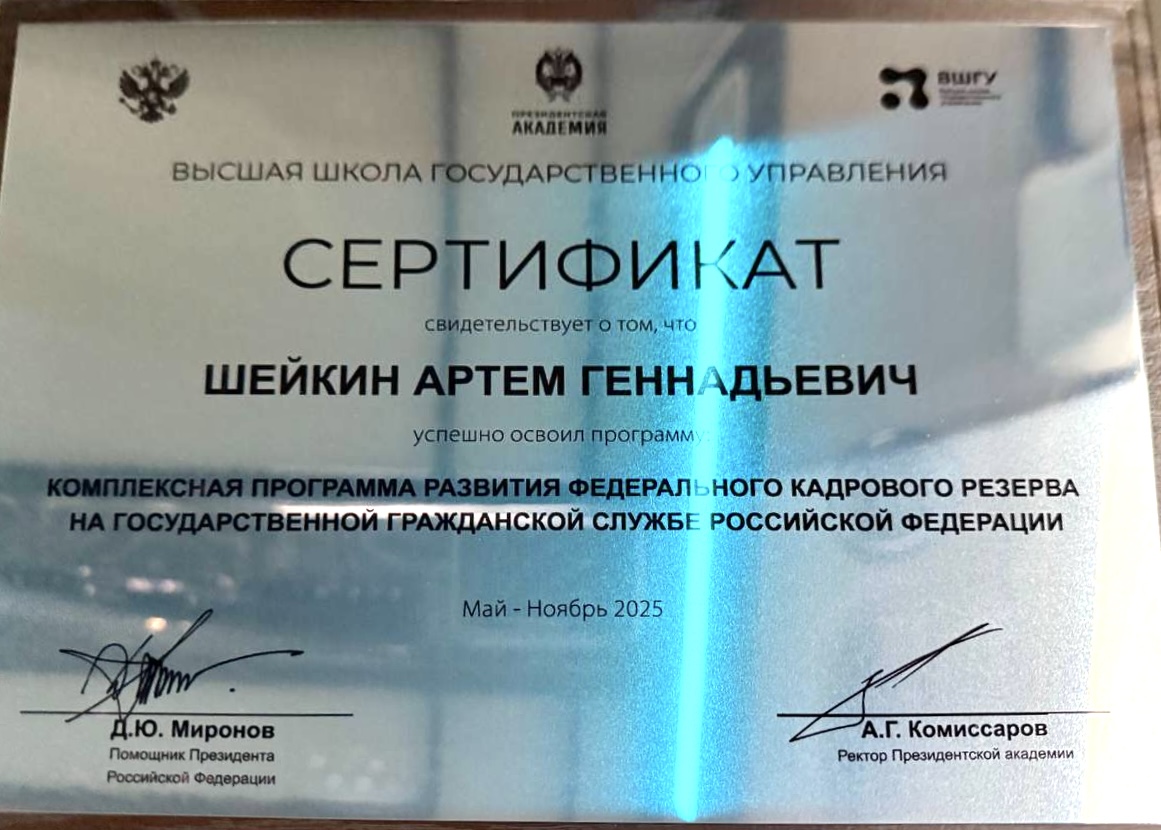 ПРЕЗИДЕНТСКАЯ
АКАДЕМИЯ
ВШГУ
ВЫСШАЯ ШКОЛА ГОСУДАРСТВЕННОГО УПРАВЛЕНИЯ
СЕРТИФИКАТ
свидетельствует о том, что
ШЕЙКИН АРТЕМ ГЕННАДЬЕВИЧ
успешно освоил программу:
КОМПЛЕКСНАЯ ПРОГРАММА РАЗВИТИЯ ФЕДЕРАЛЬНОГО КАДРОВОГО РЕЗЕРВА
НА ГОСУДАРСТВЕННОЙ ГРАЖДАНСКОЙ СЛУЖБЕ РОССИЙСКОЙ ФЕДЕРАЦИИ
Май - Ноябрь 2025
Д.Ю. Миронов
Помощник Президента
Российской Федерации
А.Г. Комиссаров
Ректор Президентской академии